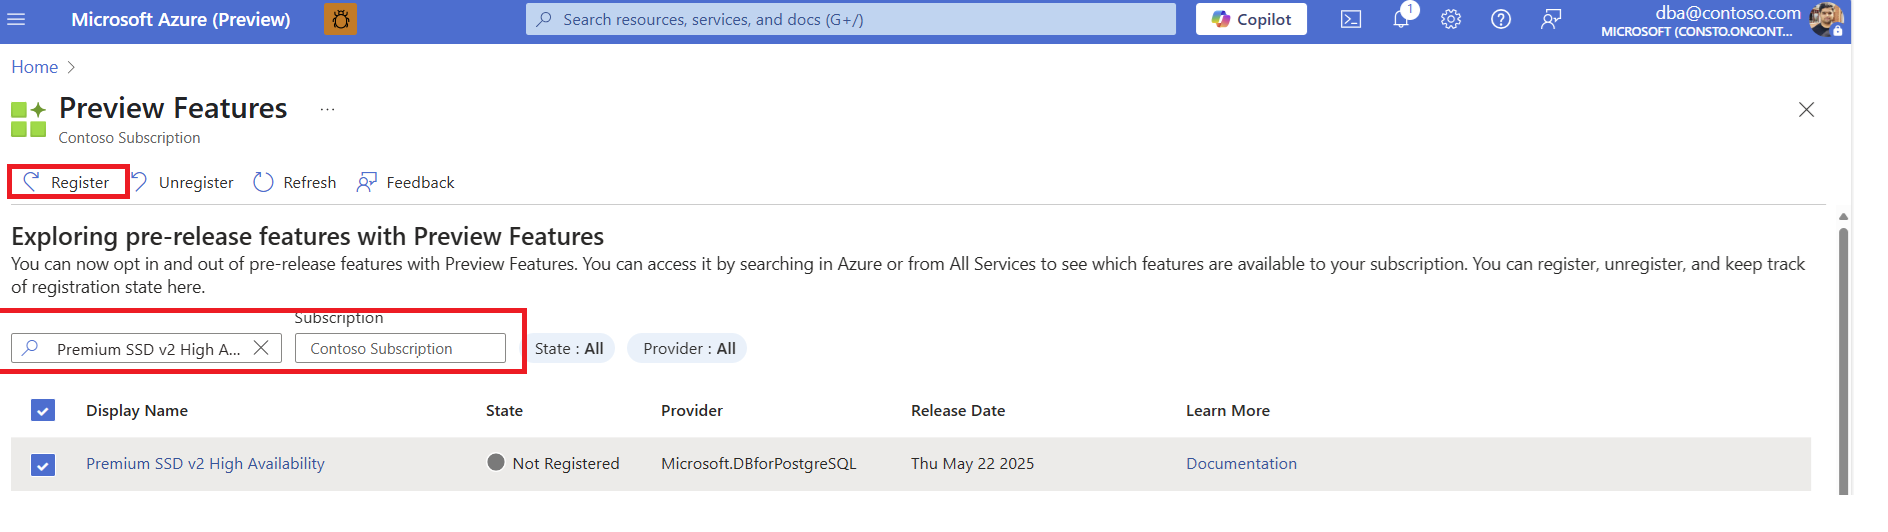 Microsoft Azure (Preview)
Search resources, services, and docs (G+/)
Copilot
1
dba@contoso.com
MICROSOFT (CONSTO.ONCONT...
Home
Preview Features
...
Contoso Subscription
Register
Unregister
Refresh
Feedback
Exploring pre-release features with Preview Features
You can now opt in and out of pre-release features with Preview Features. You can access it by searching in Azure or from All Services to see which features are available to your subscription. You can register, unregister, and keep track
of registration state here.
Subscription
Premium SSD v2 High A...
Contoso Subscription
State : All
Provider : All
Display Name State Provider Release Date Learn More
Premium SSD v2 High Availability Not Registered Microsoft.DBforPostgreSQL Thu May 22 2025 Documentation